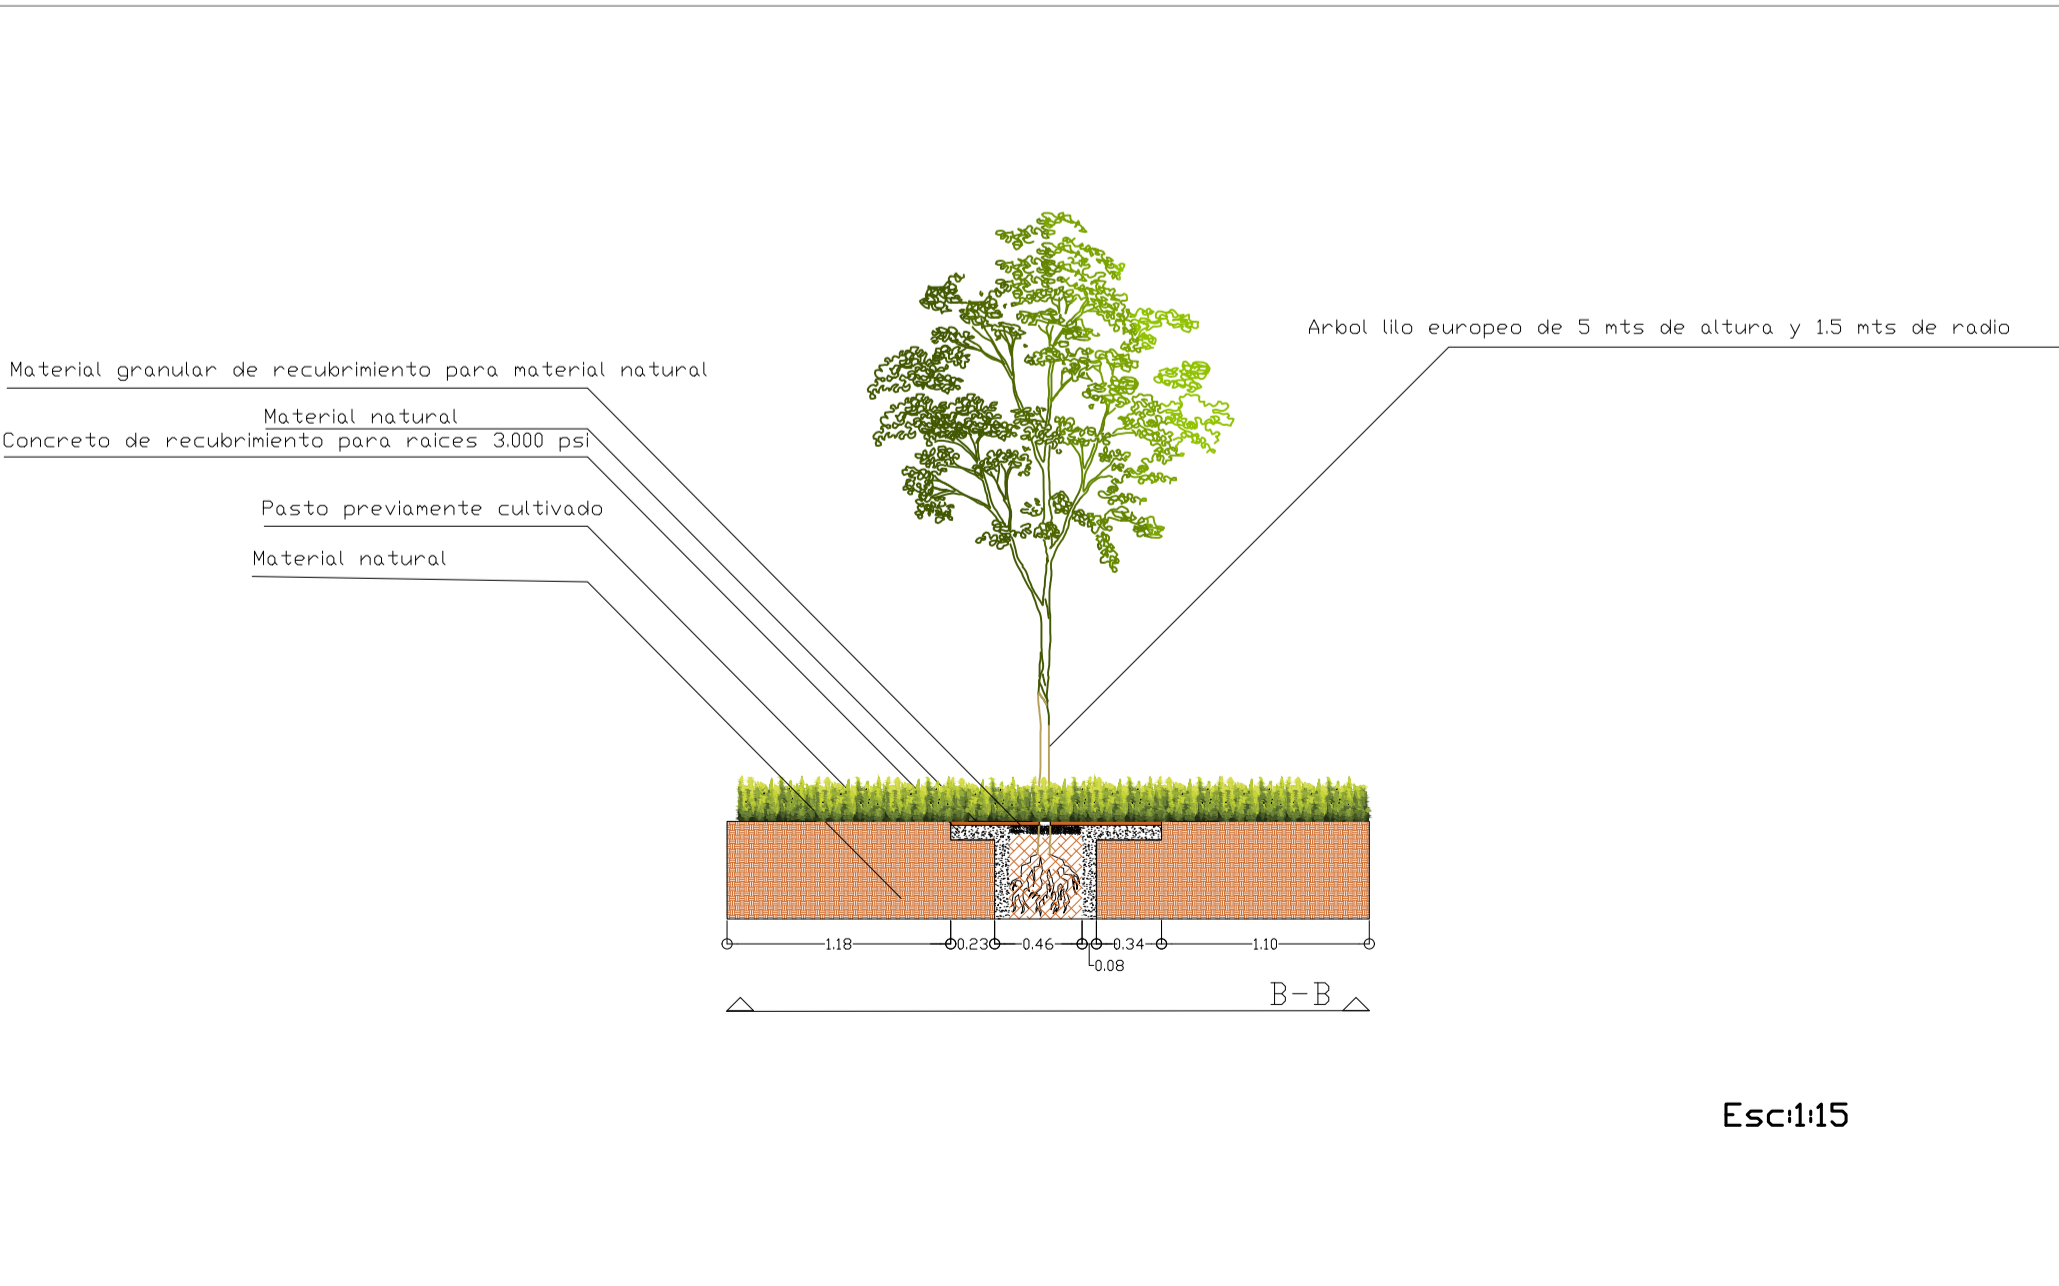 Arbol lilo europeo de 5 mts de altura y 1.5 mts de radio
Material granular de recubrimiento para material natural
Material natural
Concreto de recubrimiento para raices 3.000 psi
Pasto previamente cultivado
Material natural
1.18
0.23
0.46
0.34
1.10
0.08
B-B
Esc:1:15